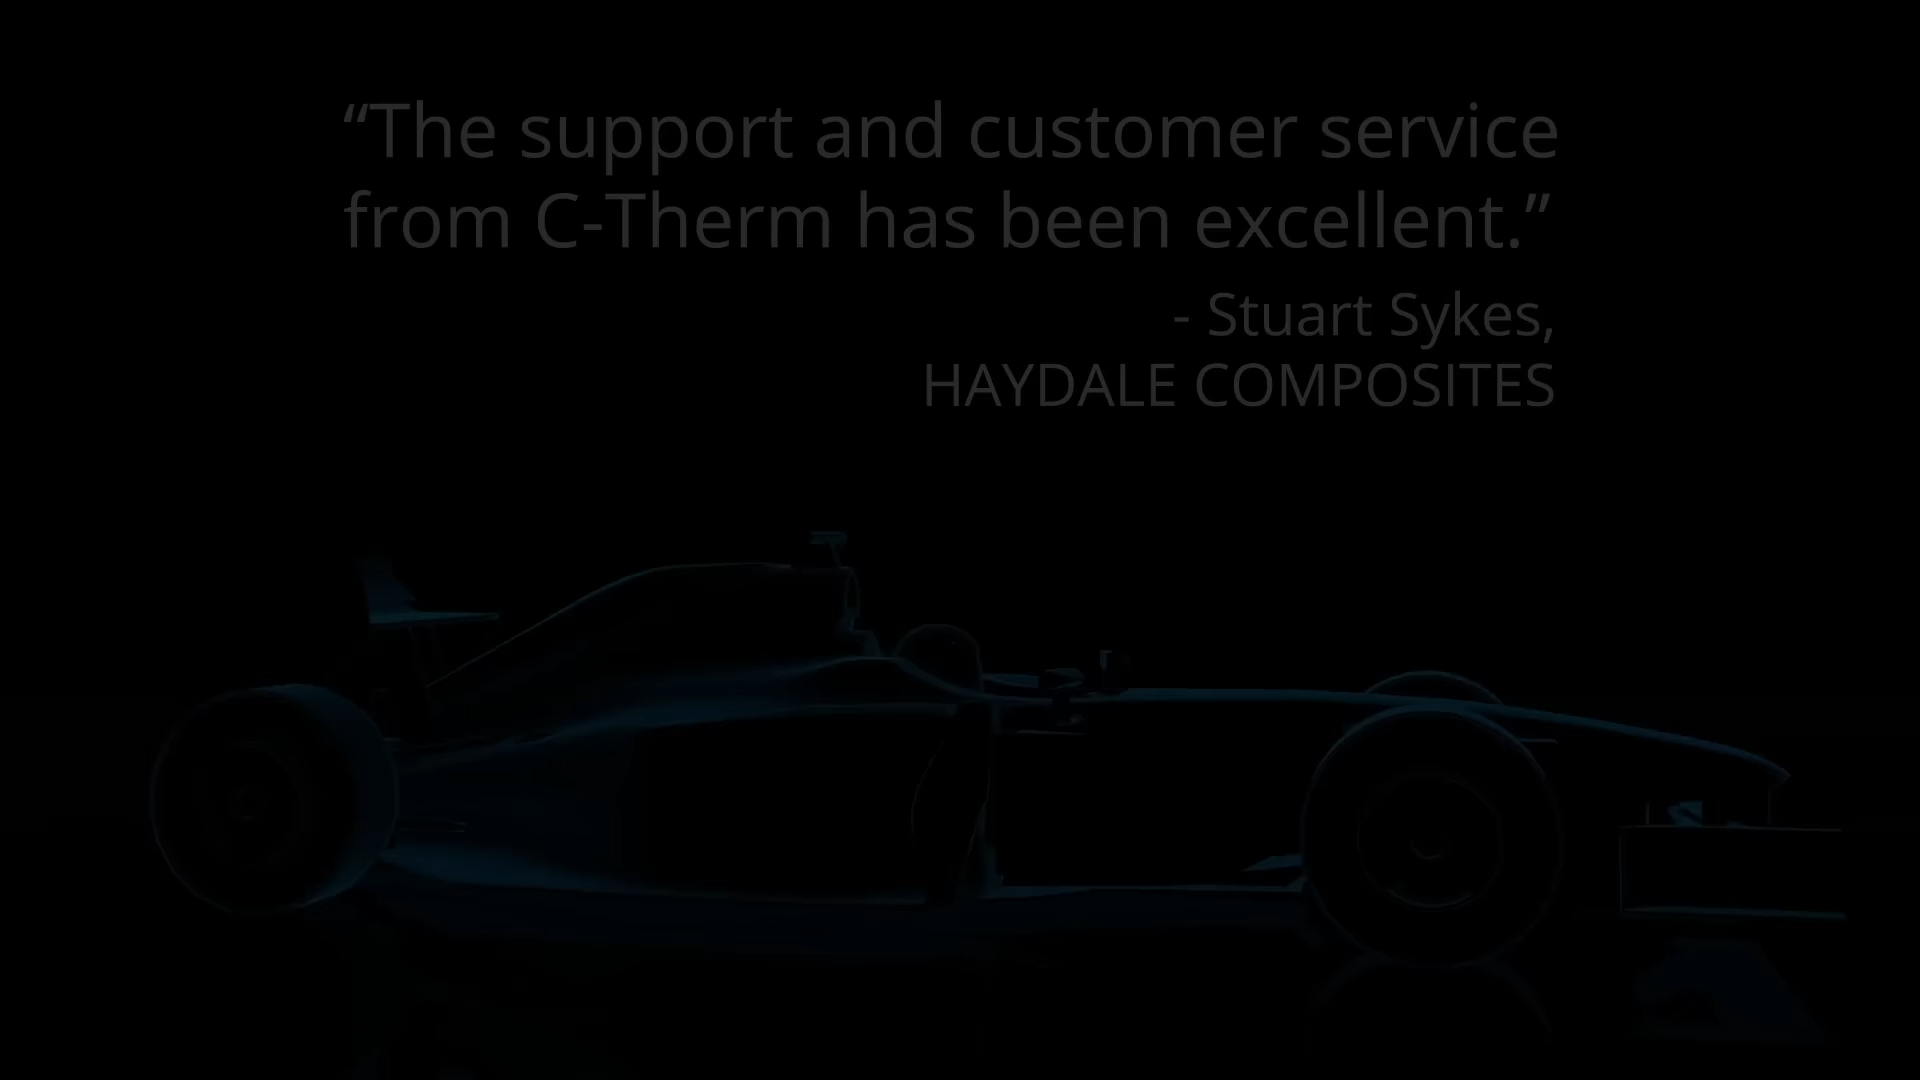 “The support and customer service
from C-Therm has been excellent.”
- Stuart Sykes,
HAYDALE COMPOSITES